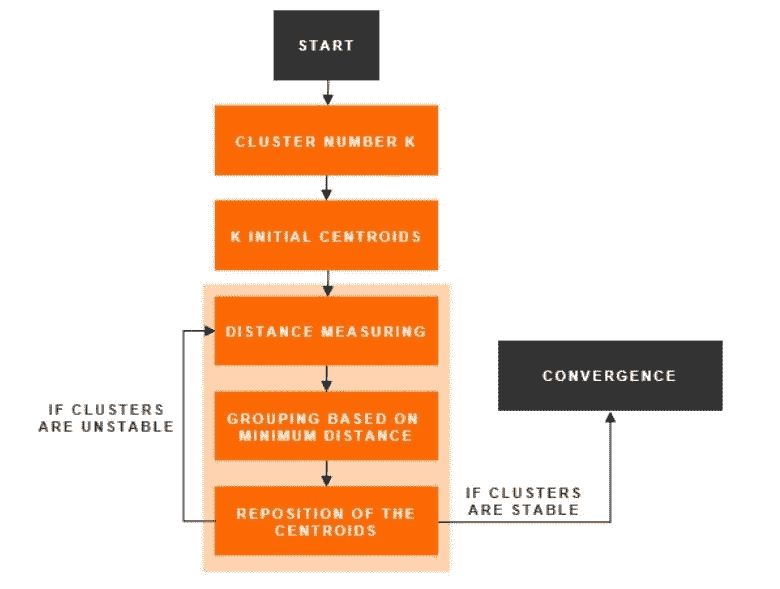 START
CLUSTER NUMBER K
K INITIAL CENTROIDS
DISTANCE MEASURING
CONVERGENCE
IF CLUSTERS
ARE UNSTABLE
GROUPING BASED ON
MINIMUM DISTANCE
REPOSITION OF THE
CENTROIDS
IF CLUSTERS
ARE STABLE